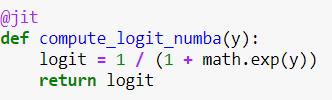 @jit
def compute_logit_numba(y):
    logit = 1 / (1 + math.exp(y))
    return logit